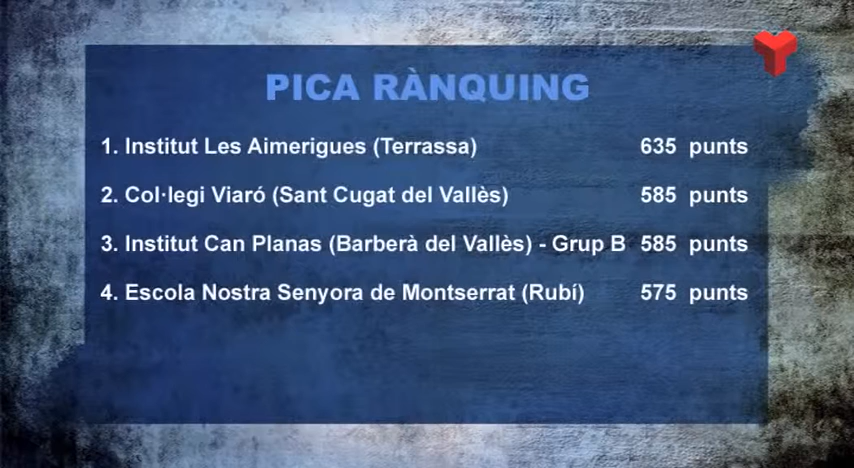 PICA RÀNQUING
1. Institut Les Aimerigues (Terrassa) 635 punts
2. Col·legi Viaró (Sant Cugat del Vallès) 585 punts
3. Institut Can Planas (Barberà del Vallès) - Grup B 585 punts
4. Escola Nostra Senyora de Montserrat (Rubí) 575 punts